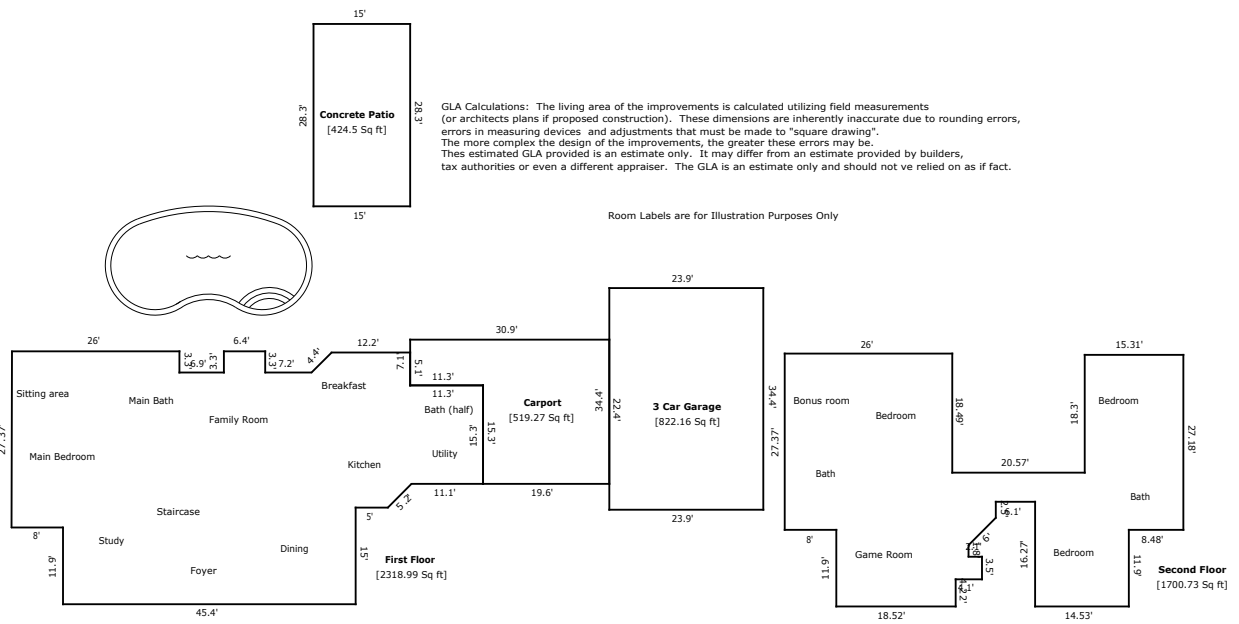 15'
28.3'
Concrete Patio
[424.5 Sq ft]
28.3'
15'
GLA Calculations:  The living area of the improvements is calculated utilizing field measurements
(or architects plans if proposed construction).  These dimensions are inherently inaccurate due to rounding errors,
errors in measuring devices  and adjustments that must be made to "square drawing".
The more complex the design of the improvements, the greater these errors may be.
Thes estimated GLA provided is an estimate only.  It may differ from an estimate provided by builders,
tax authorities or even a different appraiser.  The GLA is an estimate only and should not ve relied on as if fact.
Room Labels are for Illustration Purposes Only
26'
3.3'
6.9'
3.3'
6.4'
3.3'
7.2'
4.4'
12.2'
7.1'
5.1'
11.3'
11.3'
Sitting area
Main Bath
Family Room
Breakfast
Bath (half)
27.37'
Main Bedroom
Kitchen
Utility
15.3'
15.3'
8'
Study
Staircase
5'
5.2'
11.1'
11.9'
Foyer
Dining
15'
First Floor
[2318.99 Sq ft]
45.4'
30.9'
Carport
[519.27 Sq ft]
34.4'
22.4'
19.6'
23.9'
3 Car Garage
[822.16 Sq ft]
34.4'
23.9'
26'
Bonus room
Bedroom
18.49'
20.57'
18.3'
15.31'
Bedroom
27.37'
27.18'
Bath
Bath
8'
11.9'
Game Room
18.52'
6'
1.8'
3.5'
4.1'
6.1'
16.27'
Bedroom
8.48'
11.9'
14.53'
Second Floor
[1700.73 Sq ft]